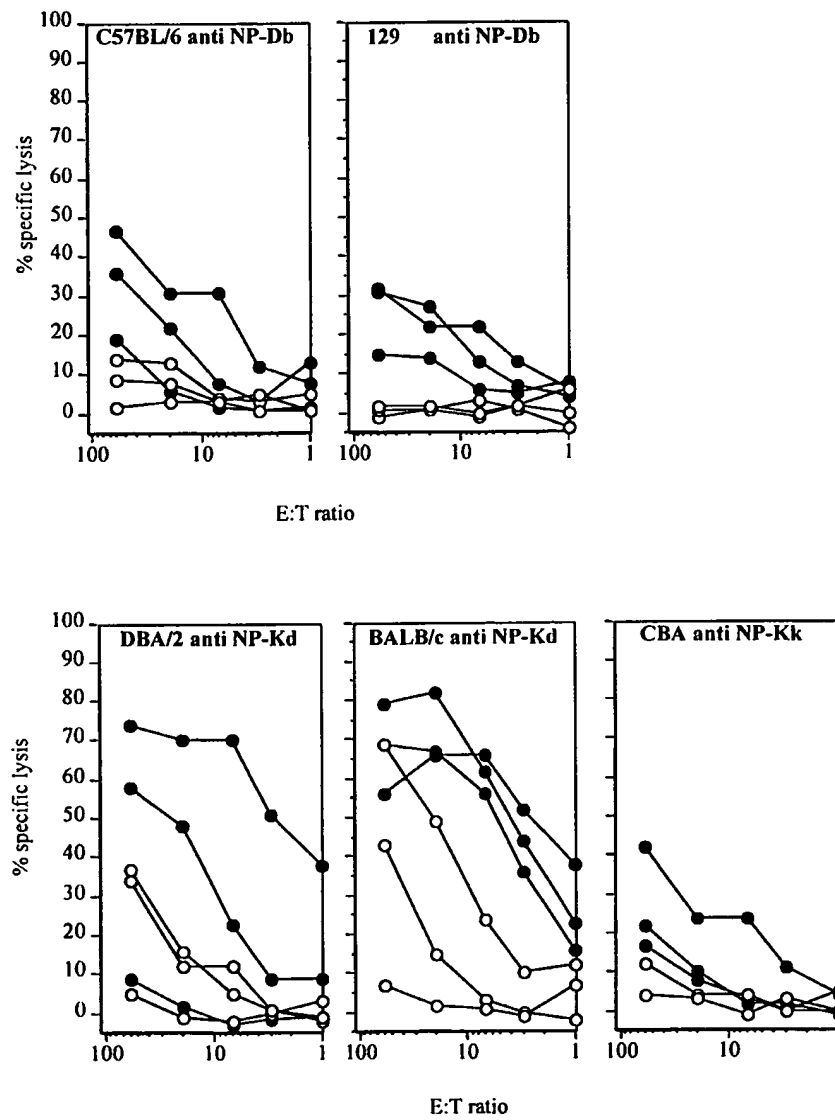 C57BL/6 anti NP-Db
129 anti NP-Db
% specific lysis
100
90
80
70
60
50
40
30
20
10
0
100 10 1
100 10 1
E:T ratio
DBA/2 anti NP-Kd
BALB/c anti NP-Kd
CBA anti NP-Kk
% specific lysis
100
90
80
70
60
50
40
30
20
10
0
100 10 1
100 10 1
100 10 1
E:T ratio